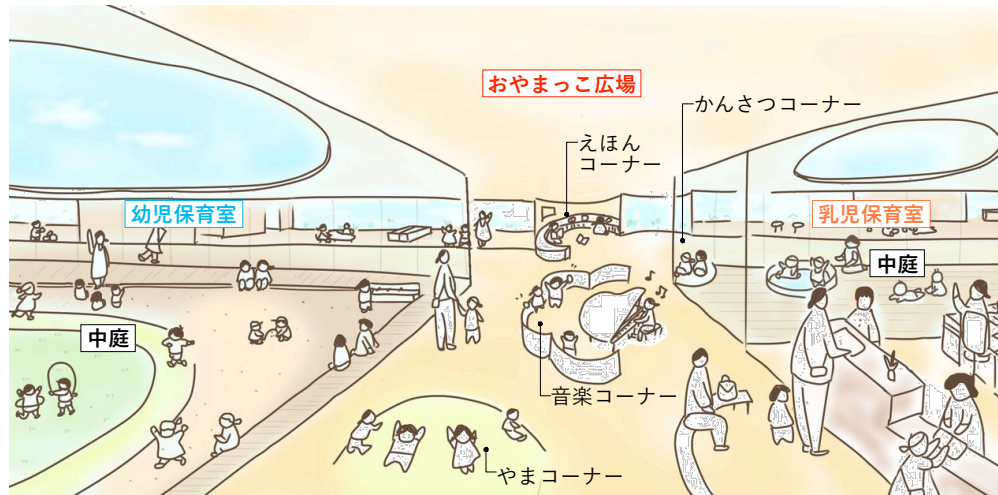 おやまっこ広場
かんさつコーナー
えほん
コーナー
幼児保育室
乳児保育室
中庭
中庭
音楽コーナー
やまコーナー